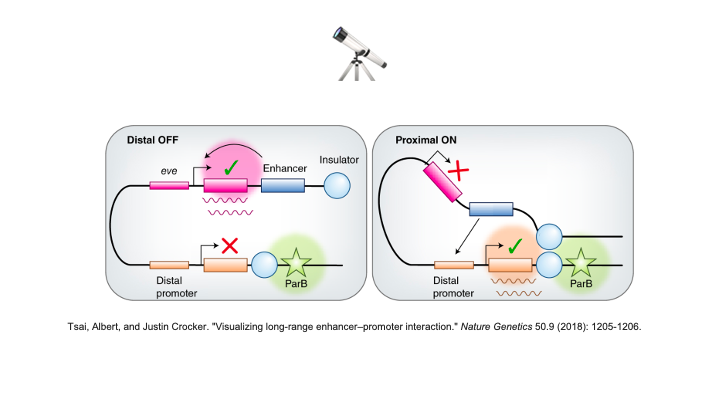 Distal OFF
eve
Enhancer
Insulator
Distal
promoter
ParB
Proximal ON
Distal
promoter
ParB
Tsai, Albert, and Justin Crocker. "Visualizing long-range enhancer–promoter interaction." Nature Genetics 50.9 (2018): 1205-1206.